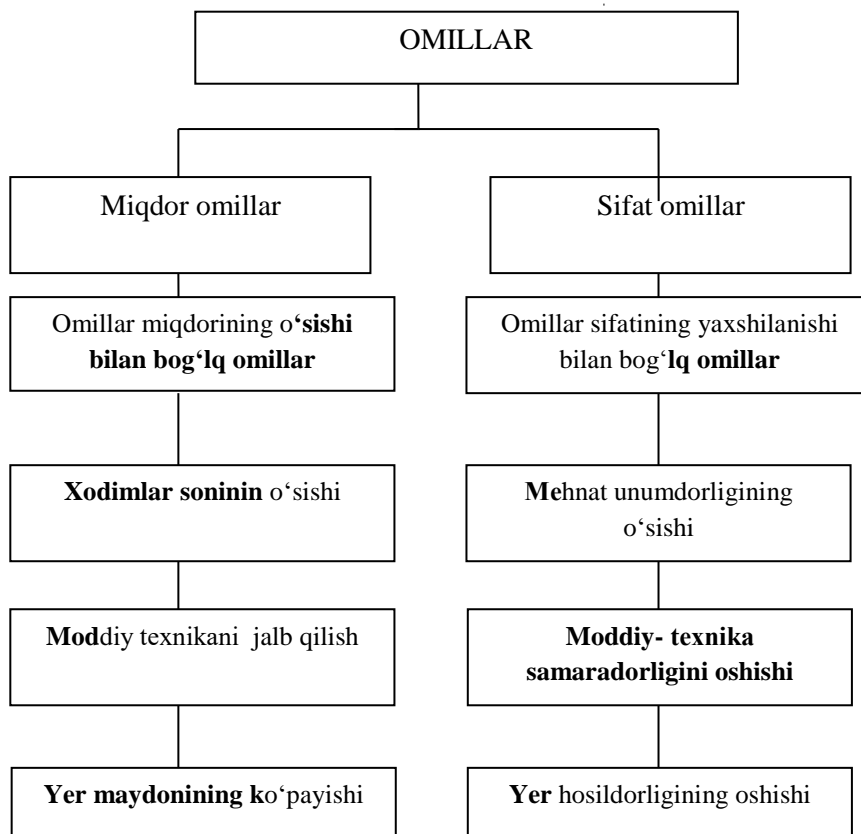 OMILLAR
Miqdor omillar
Sifat omillar
Omillar miqdorining o‘sishi
bilan bog‘lq omillar
Omillar sifatining yaxshilanishi
bilan bog‘lq omillar
Xodimlar soninin o‘sishi
Mehnat unumdorligining
o‘sishi
Moddiy texnikani jalb qilish
Moddiy- texnika
samaradorligini oshishi
Yer maydonining ko‘payishi
Yer hosildorligining oshishi